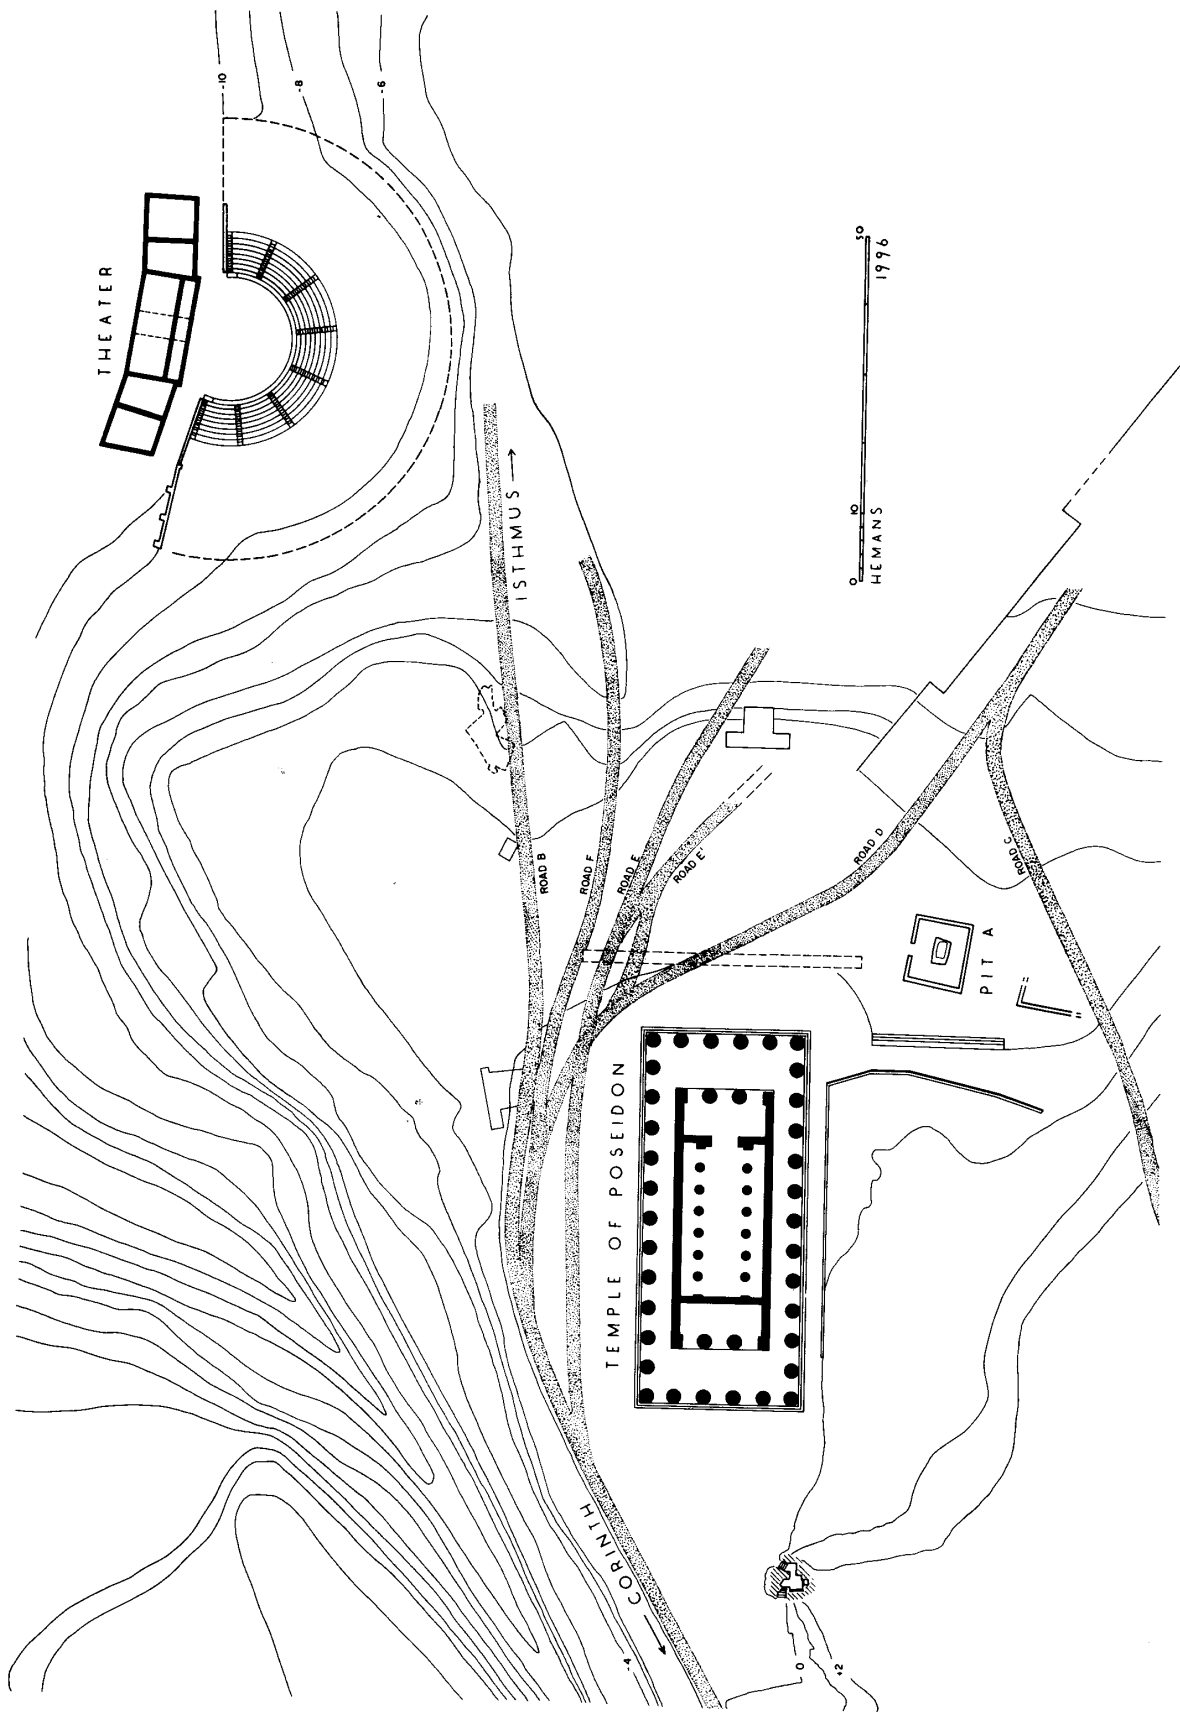 -10
-8
-6
THEATER
ISTHMUS
50
1996
10
0
HEMANS
ROAD B
ROAD F
ROAD E
ROAD E'
ROAD D
ROAD C
PIT A
TEMPLE OF POSEIDON
CORINTH
-4
0
+2